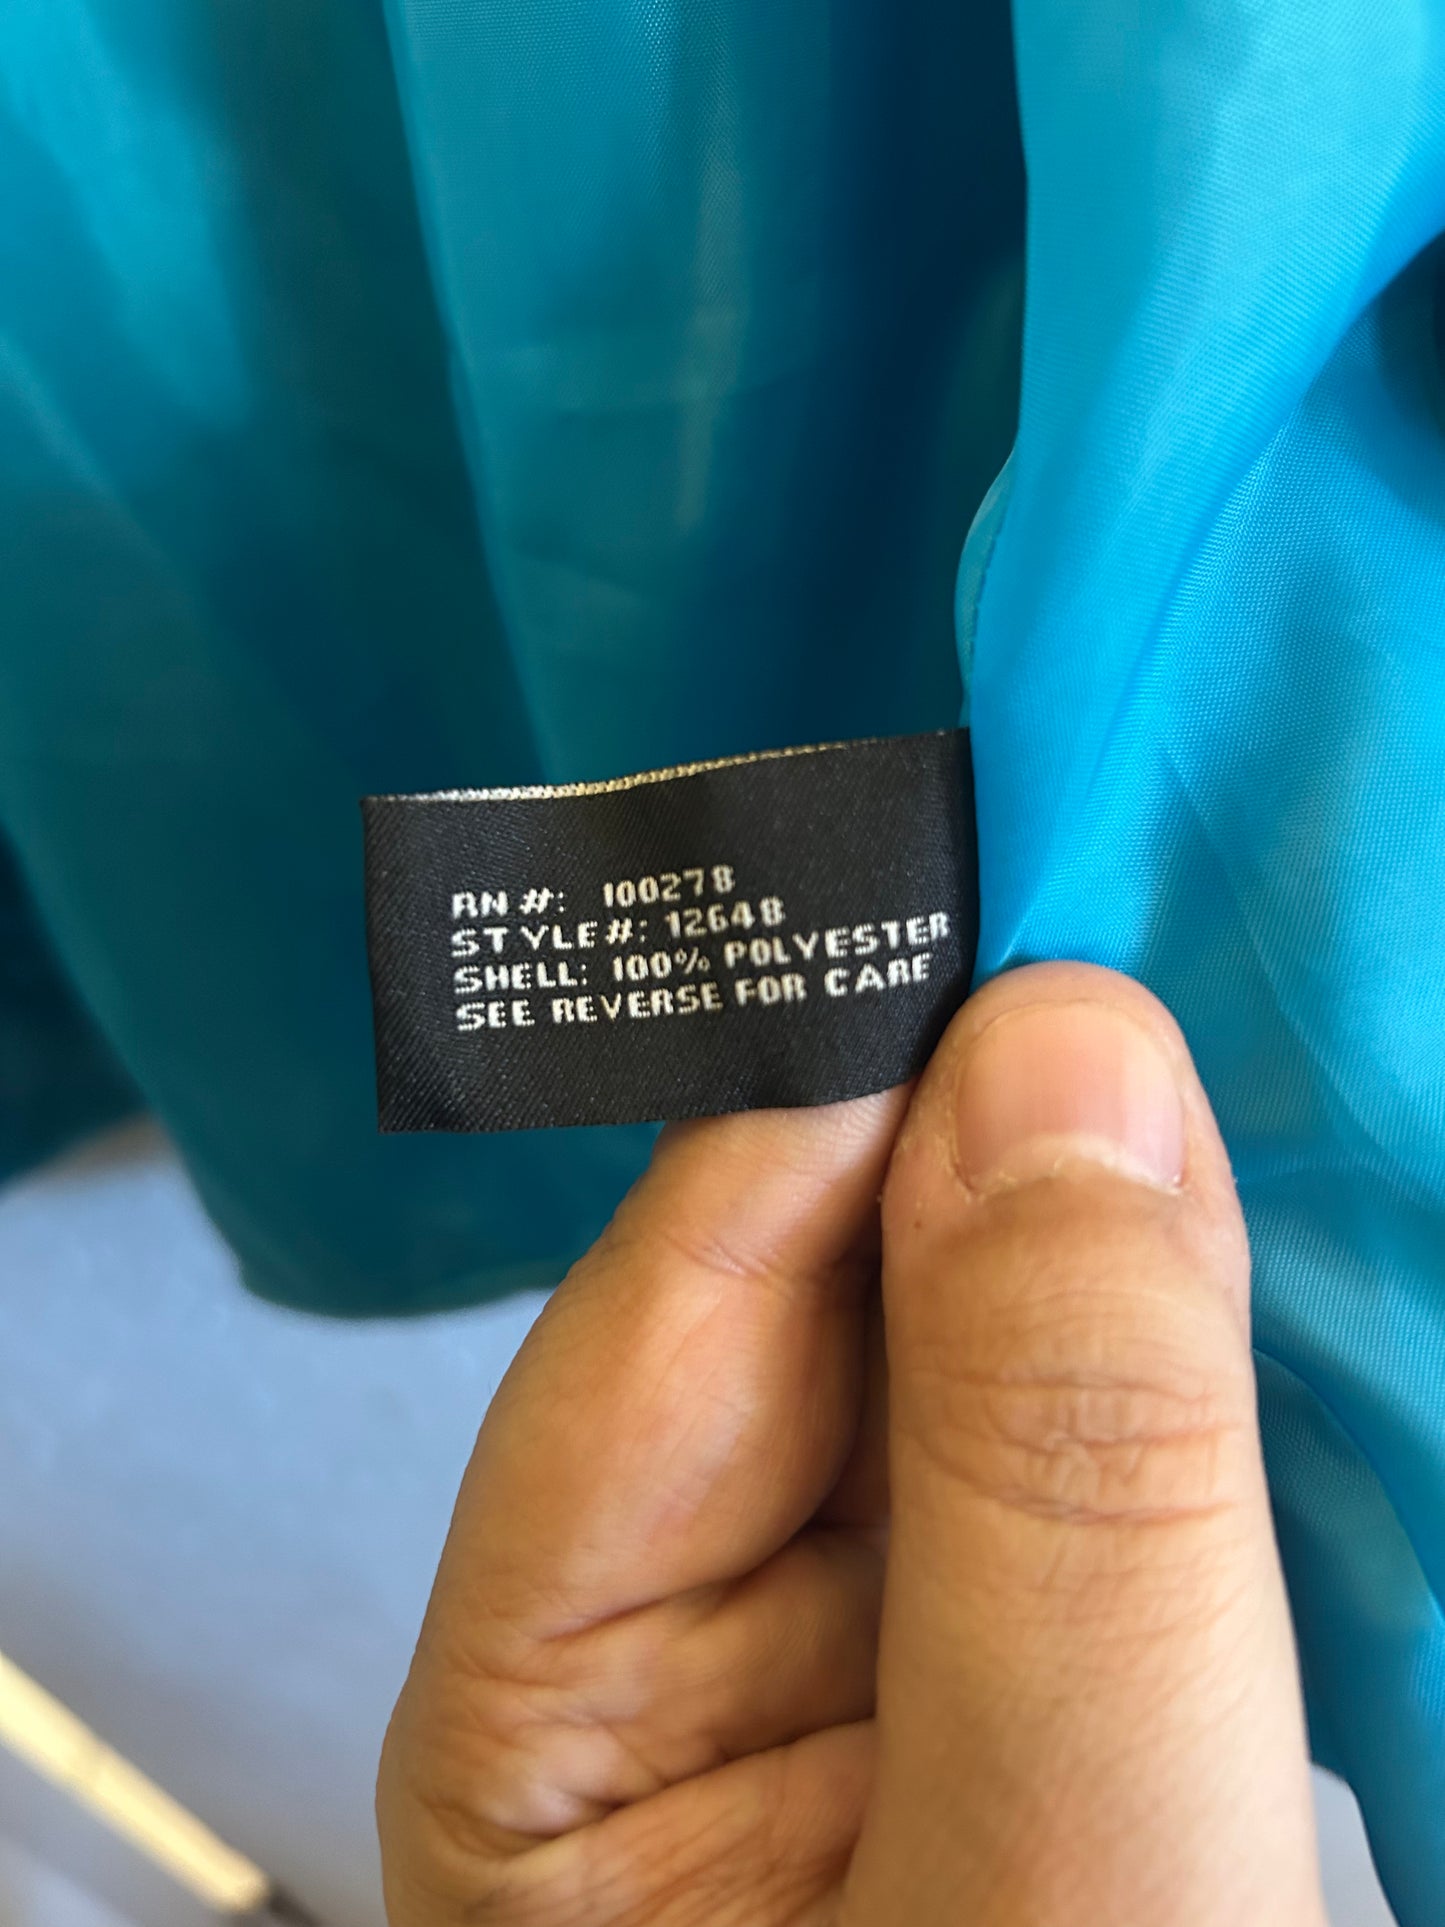 RN #: 100278
STYLE#: 12648
SHELL: 100% POLYESTER
SEE REVERSE FOR CARE